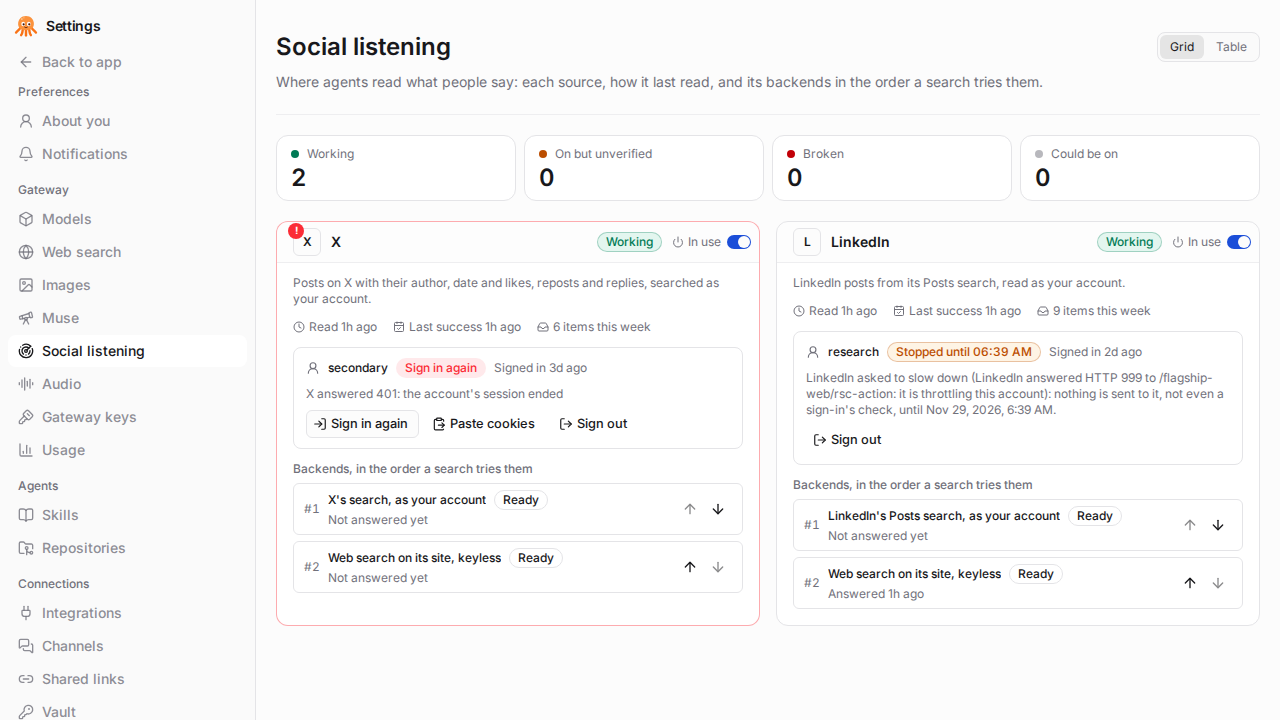 Settings
Back to app
Preferences
About you
Notifications
Gateway
Models
Web search
Images
Muse
Social listening
Audio
Gateway keys
Usage
Agents
Skills
Repositories
Connections
Integrations
Channels
Shared links
Vault
Social listening
Grid
Table
Where agents read what people say: each source, how it last read, and its backends in the order a search tries them.
Working
2
On but unverified
0
Broken
0
Could be on
0
!
X
X
Working
In use
Posts on X with their author, date and likes, reposts and replies, searched as
your account.
Read 1h ago
Last success 1h ago
6 items this week
secondary
Sign in again
Signed in 3d ago
X answered 401: the account's session ended
Sign in again
Paste cookies
Sign out
Backends, in the order a search tries them
#1
X's search, as your account
Ready
Not answered yet
#2
Web search on its site, keyless
Ready
Not answered yet
L
LinkedIn
Working
In use
LinkedIn posts from its Posts search, read as your account.
Read 1h ago
Last success 1h ago
9 items this week
research
Stopped until 06:39 AM
Signed in 2d ago
LinkedIn asked to slow down (LinkedIn answered HTTP 999 to /flagship-
web/rsc-action: it is throttling this account): nothing is sent to it, not even a
sign-in's check, until Nov 29, 2026, 6:39 AM.
Sign out
Backends, in the order a search tries them
#1
LinkedIn's Posts search, as your account
Ready
Not answered yet
#2
Web search on its site, keyless
Ready
Answered 1h ago